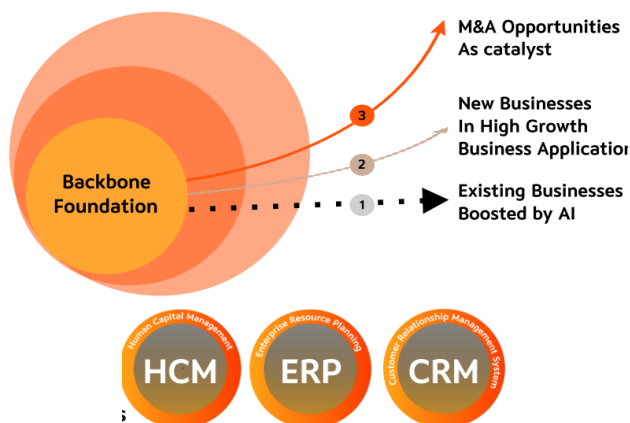 M&A Opportunities
As catalyst
3
New Businesses
In High Growth
Business Application
2
Backbone
Foundation
Existing Businesses
Boosted by AI
1
Human Capital Management
HCM
Enterprise Resource Planning
ERP
Customer Relationship Management System
CRM
s